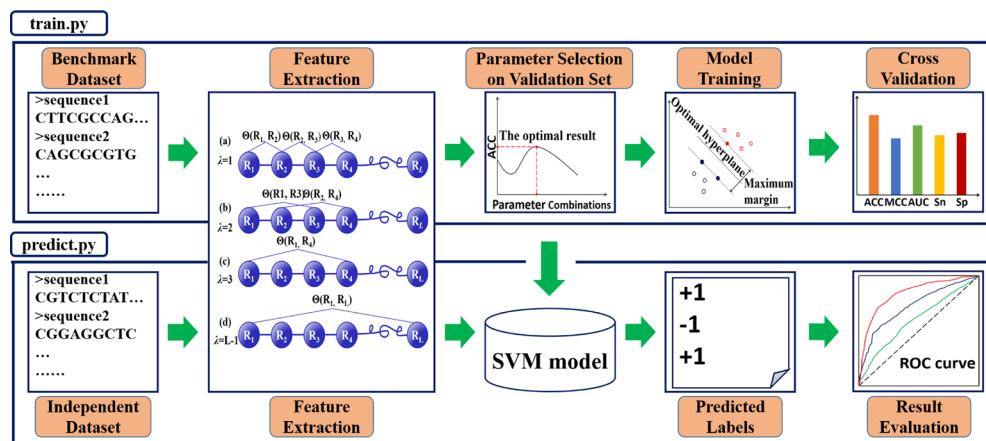 train.py
Benchmark
Dataset
Feature
Extraction
Parameter Selection
on Validation Set
Model
Training
Cross
Validation
>sequence1
CTTCGCCAG...
>sequence2
CAGCGCGTG
...
......
(a)
Θ(R1, R2) Θ(R2, R3) Θ(R3, R4)
λ=1
R1 R2 R3 R4 RL
(b)
Θ(R1, R3)Θ(R2, R4)
λ=2
R1 R2 R3 R4 RL
(c)
Θ(R1, R4)
λ=3
R1 R2 R3 R4 RL
(d)
Θ(R1, RL)
λ=L-1
R1 R2 R3 R4 RL
ACC
The optimal result
Parameter Combinations
Optimal hyperplane
Maximum
margin
ACC MCC AUC Sn Sp
predict.py
>sequence1
CGTCTCTAT...
>sequence2
CGGAGGCTC
...
......
SVM model
+1
-1
+1
ROC curve
Independent
Dataset
Feature
Extraction
Predicted
Labels
Result
Evaluation